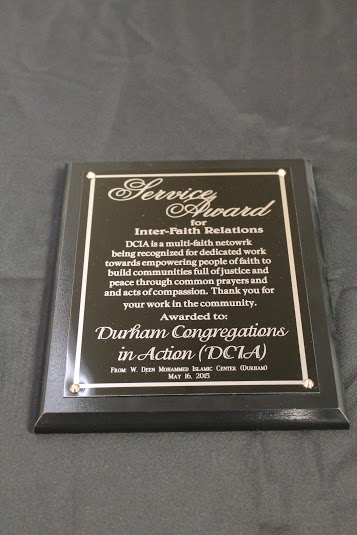 Service
Award
for
Inter-Faith Relations
DCIA is a multi-faith netowrk
being recognized for dedicated work
towards empowering people of faith to
build communities full of justice and
peace through common prayers and
and acts of compassion. Thank you for
your work in the community.
Awarded to:
Durham Congregations
in Action (DCIA)
From: W. Deen Mohammed Islamic Center (Durham)
May 16, 2015